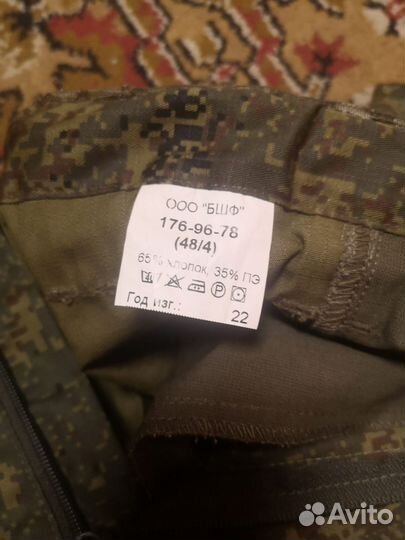 ООО "БШФ"
176-96-78
(48/4)
65% хлопок, 35% ПЭ
Год изг.: 22
Avito